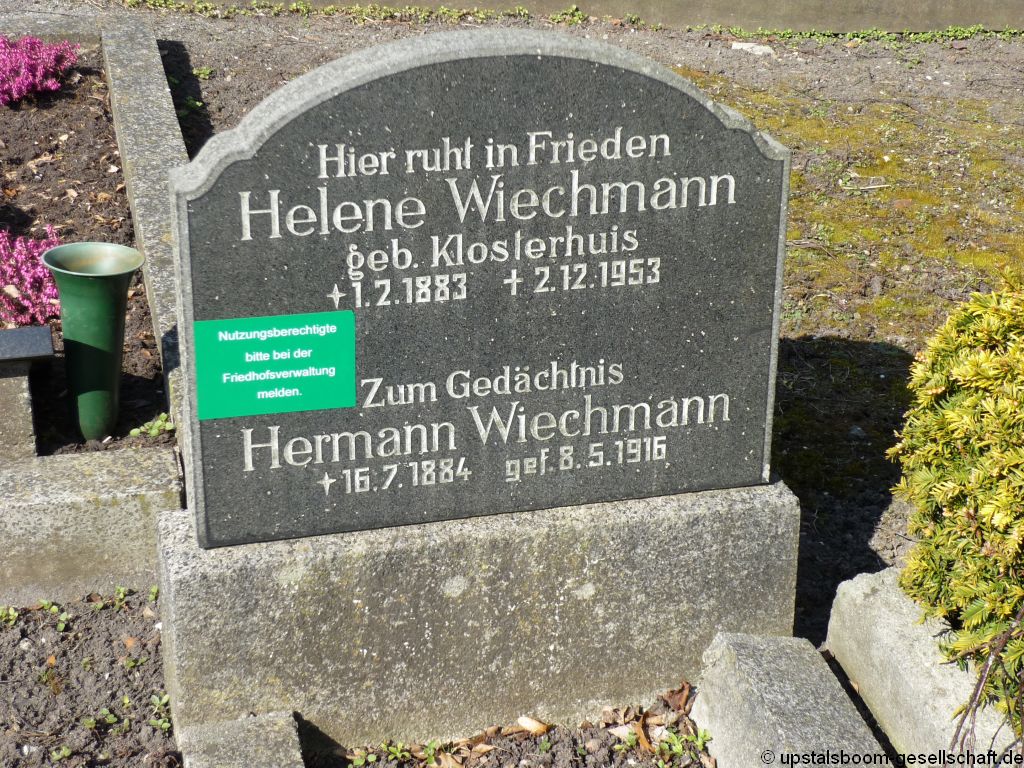 Hier ruht in Frieden
Helene Wiechmann
geb. Klosterhuis
+ 1.2.1883 + 2.12.1953
Nutzungsberechtigte
bitte bei der
Friedhofsverwaltung
melden.
Zum Gedächtnis
Hermann Wiechmann
+ 16.7.1884 gef. 8.5.1916
© upstalsboom-gesellschaft.de